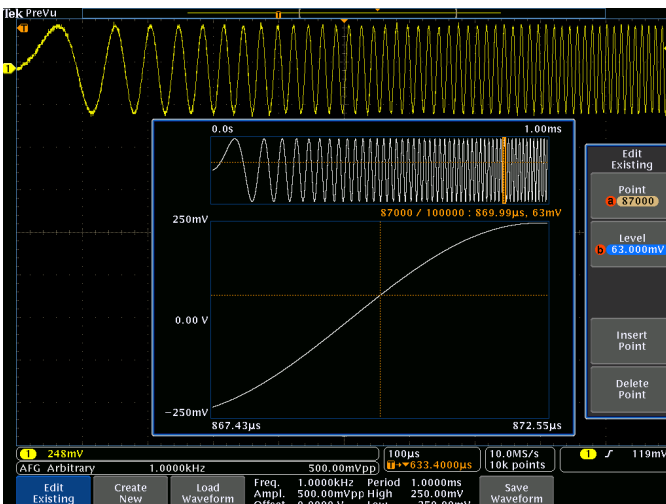 Tek PreVu
T
T
1
0.0s 1.00ms
87000 / 100000 : 869.99µs, 63mV
250mV
0.00 V
−250mV
867.43µs 872.55µs
Edit
Existing
Point
a 87000
Level
b 63.000mV
Insert
Point
Delete
Point
1 248mV 100µs 10.0MS/s 1 119mV
AFG Arbitrary 1.0000kHz 500.00mVpp T→▼633.4000µs 10k points
Edit
Existing
Create
New
Load
Waveform
Freq. 1.0000kHz Period 1.0000ms
Ampl. 500.00mVpp High 250.00mV
Save
Waveform